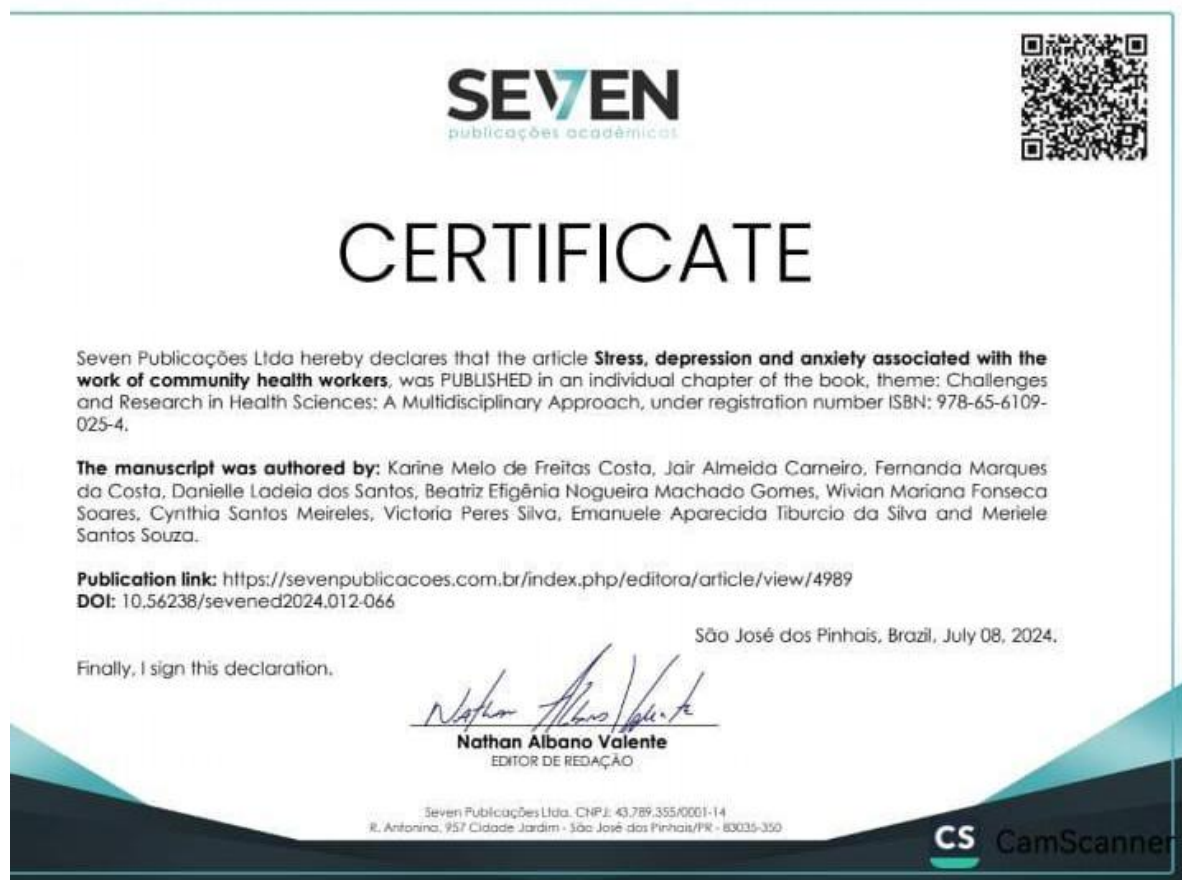 SEVEN
publicações acadêmicas
CERTIFICATE
Seven Publicações Ltda hereby declares that the article Stress, depression and anxiety associated with the
work of community health workers, was PUBLISHED in an individual chapter of the book, theme: Challenges
and Research in Health Sciences: A Multidisciplinary Approach, under registration number ISBN: 978-65-6109-
025-4.
The manuscript was authored by: Karine Melo de Freitas Costa, Jair Almeida Carneiro, Fernanda Marques
da Costa, Danielle Ladeia dos Santos, Beatriz Efigênia Nogueira Machado Gomes, Wivian Mariana Fonseca
Soares, Cynthia Santos Meireles, Victoria Peres Silva, Emanuele Aparecida Tiburcio da Silva and Meriele
Santos Souza.
Publication link: https://sevenpublicacoes.com.br/index.php/editora/article/view/4989
DOI: 10.56238/sevened2024.012-066
São José dos Pinhais, Brazil, July 08, 2024.
Finally, I sign this declaration.
Nathan Albano Valente
Nathan Albano Valente
EDITOR DE REDAÇÃO
Seven Publicações Ltda. CNPJ: 43.789.355/0001-14
R. Antonina, 957 Cidade Jardim - São José dos Pinhais/PR - 83035-350
CS CamScanner